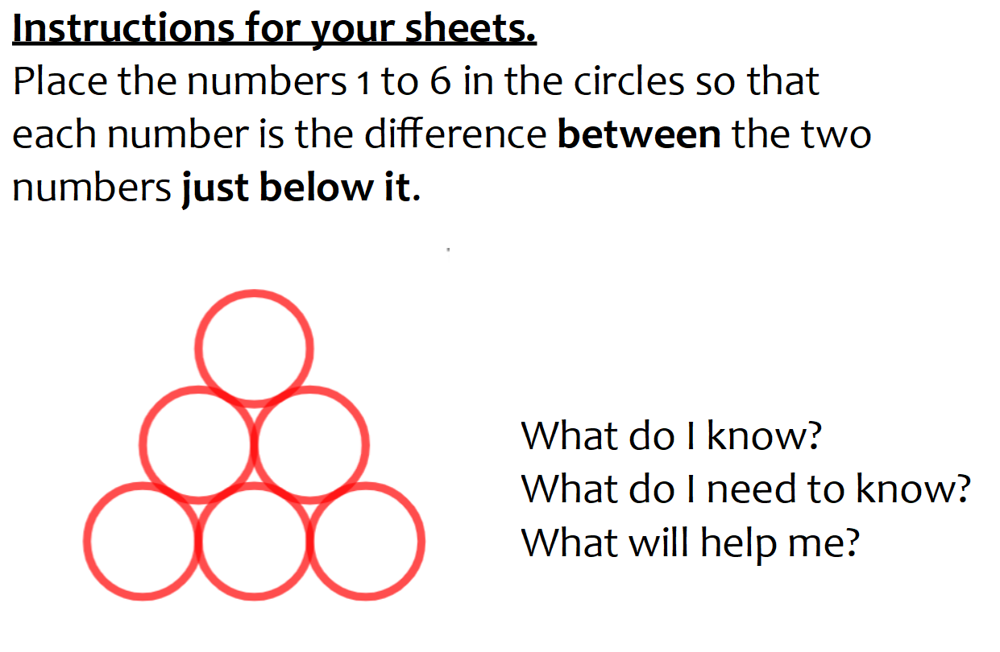 Instructions for your sheets.
Place the numbers 1 to 6 in the circles so that
each number is the difference between the two
numbers just below it.
What do I know?
What do I need to know?
What will help me?